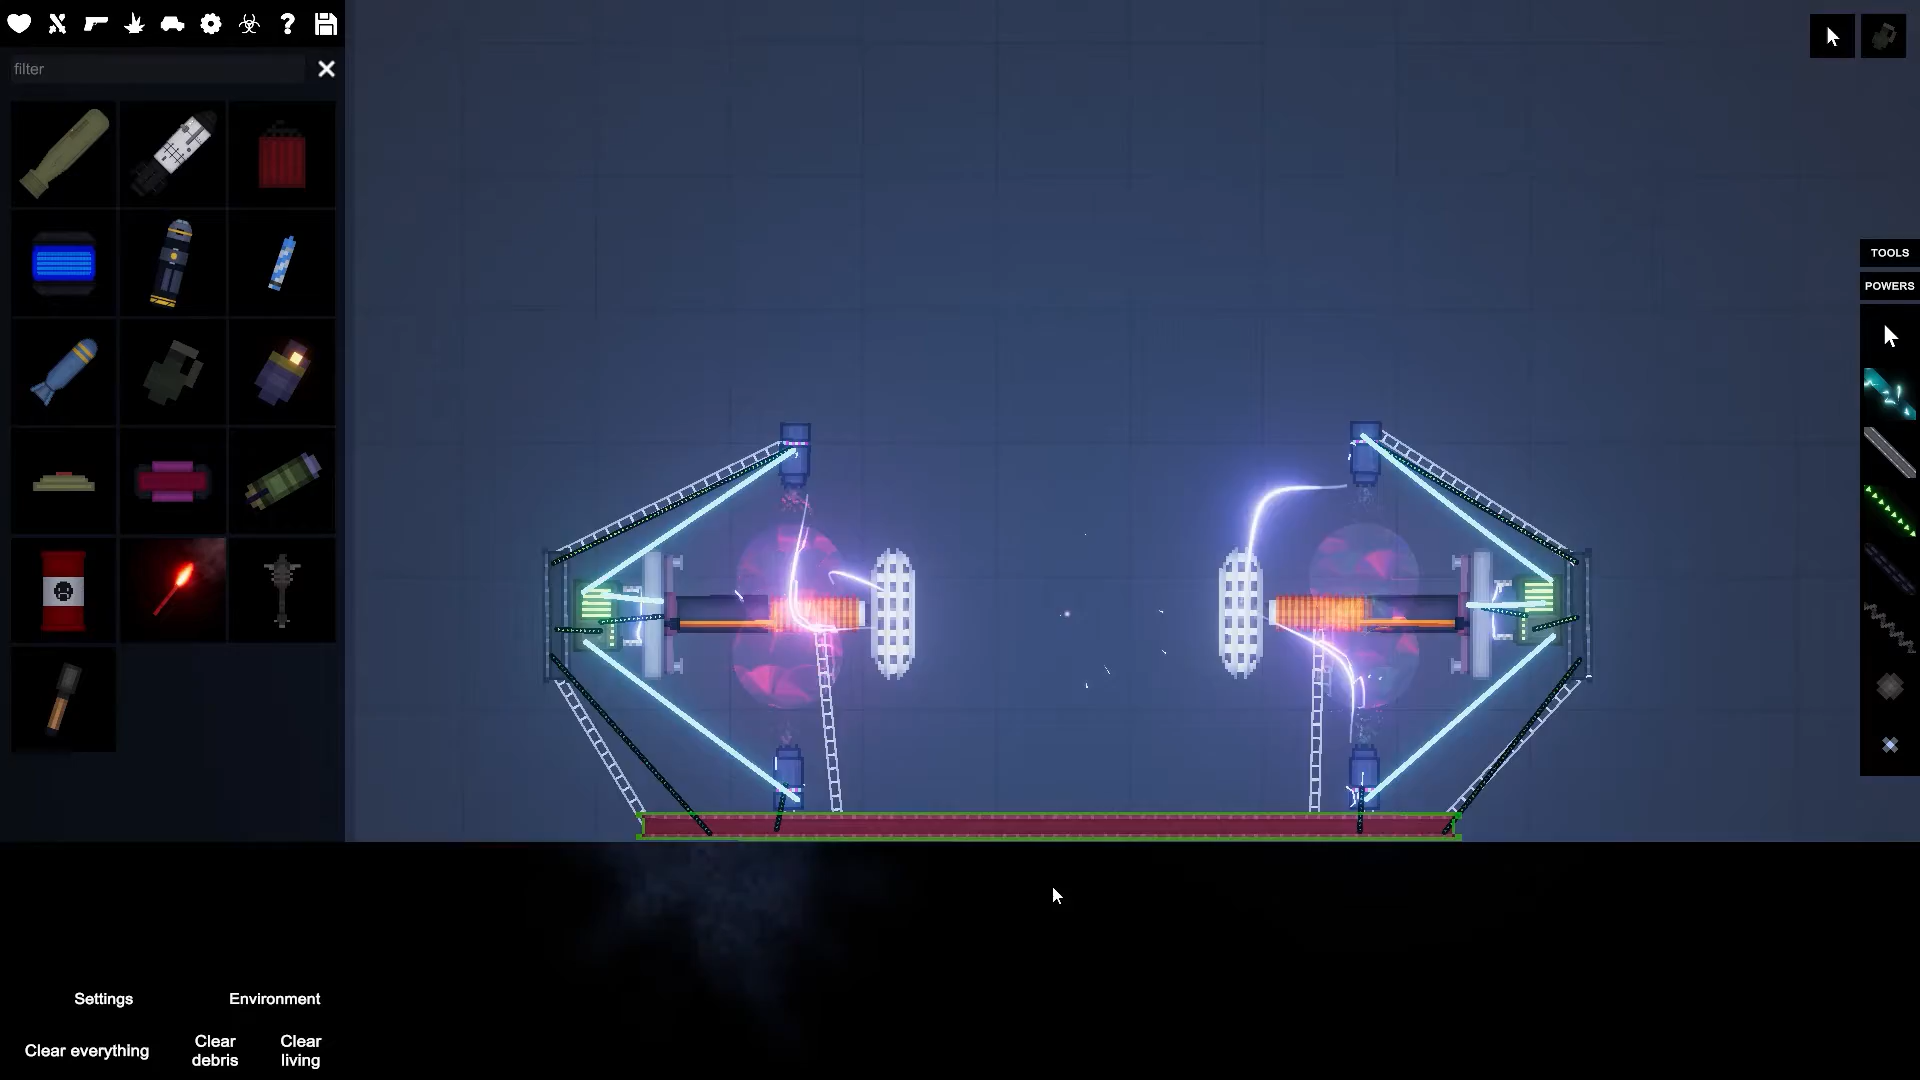 filter
TOOLS
POWERS
Settings
Environment
Clear everything
Clear
debris
Clear
living